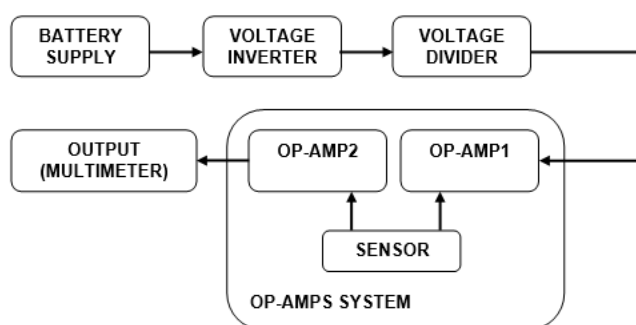 BATTERY
SUPPLY
VOLTAGE
INVERTER
VOLTAGE
DIVIDER
OUTPUT
(MULTIMETER)
OP-AMP2
OP-AMP1
SENSOR
OP-AMPS SYSTEM